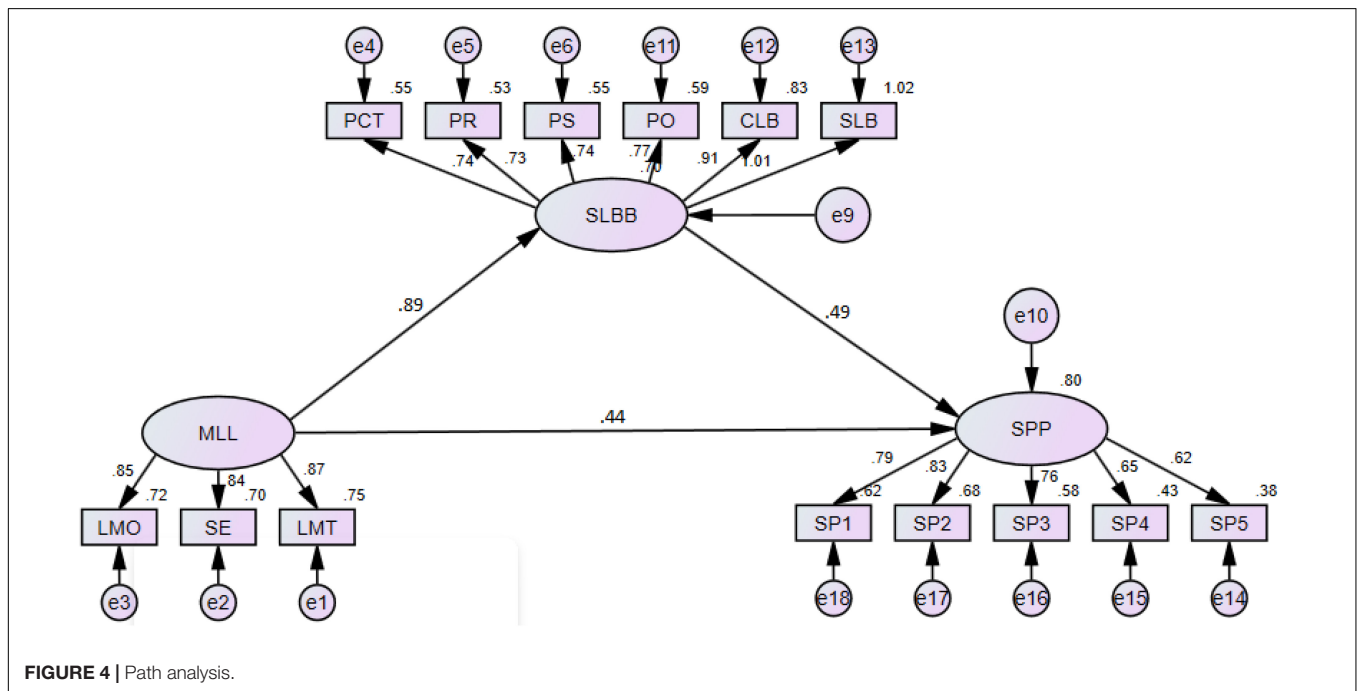 e4 e5 e6 e11 e12 e13
.55 .53 .55 .59 .83 1.02
PCT PR PS PO CLB SLB
.74 .73 .74 .77 .70 .91 1.01
SLBB e9
.89 .49
e10
.80
MLL .44 SPP
.85 .84 .87
.72 .70 .75
LMO SE LMT
e3 e2 e1
.79 .83 .76 .65 .62
.62 .68 .58 .43 .38
SP1 SP2 SP3 SP4 SP5
e18 e17 e16 e15 e14
FIGURE 4 | Path analysis.